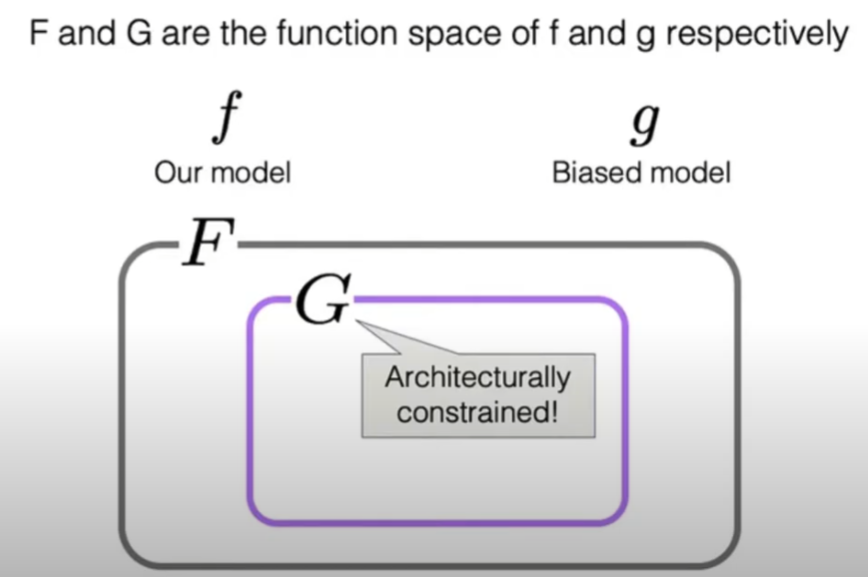 F and G are the function space of f and g respectively
f
g
Our model
Biased model
F
G
Architecturally
constrained!